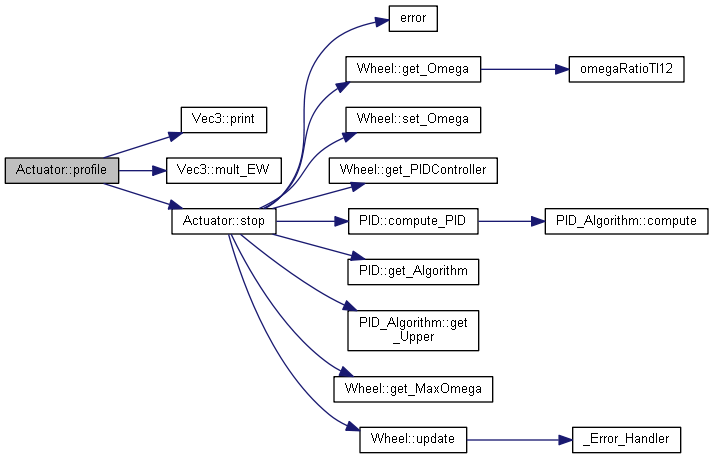 error
Wheel::get_Omega
omegaRatioTI12
Vec3::print
Wheel::set_Omega
Actuator::profile
Vec3::mult_EW
Wheel::get_PIDController
Actuator::stop
PID::compute_PID
PID_Algorithm::compute
PID::get_Algorithm
PID_Algorithm::get
_Upper
Wheel::get_MaxOmega
Wheel::update
_Error_Handler